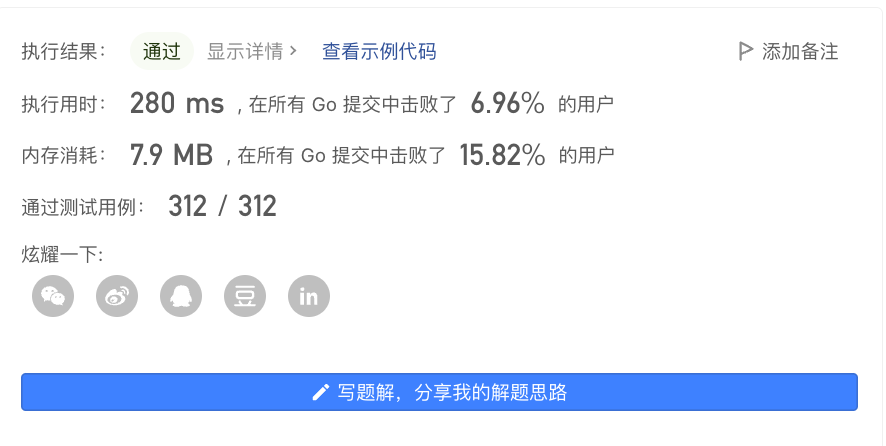 执行结果： 通过 显示详情 › 查看示例代码 添加备注
执行用时： 280 ms , 在所有 Go 提交中击败了 6.96% 的用户
内存消耗： 7.9 MB , 在所有 Go 提交中击败了 15.82% 的用户
通过测试用例： 312 / 312
炫耀一下:
豆 in
写题解，分享我的解题思路